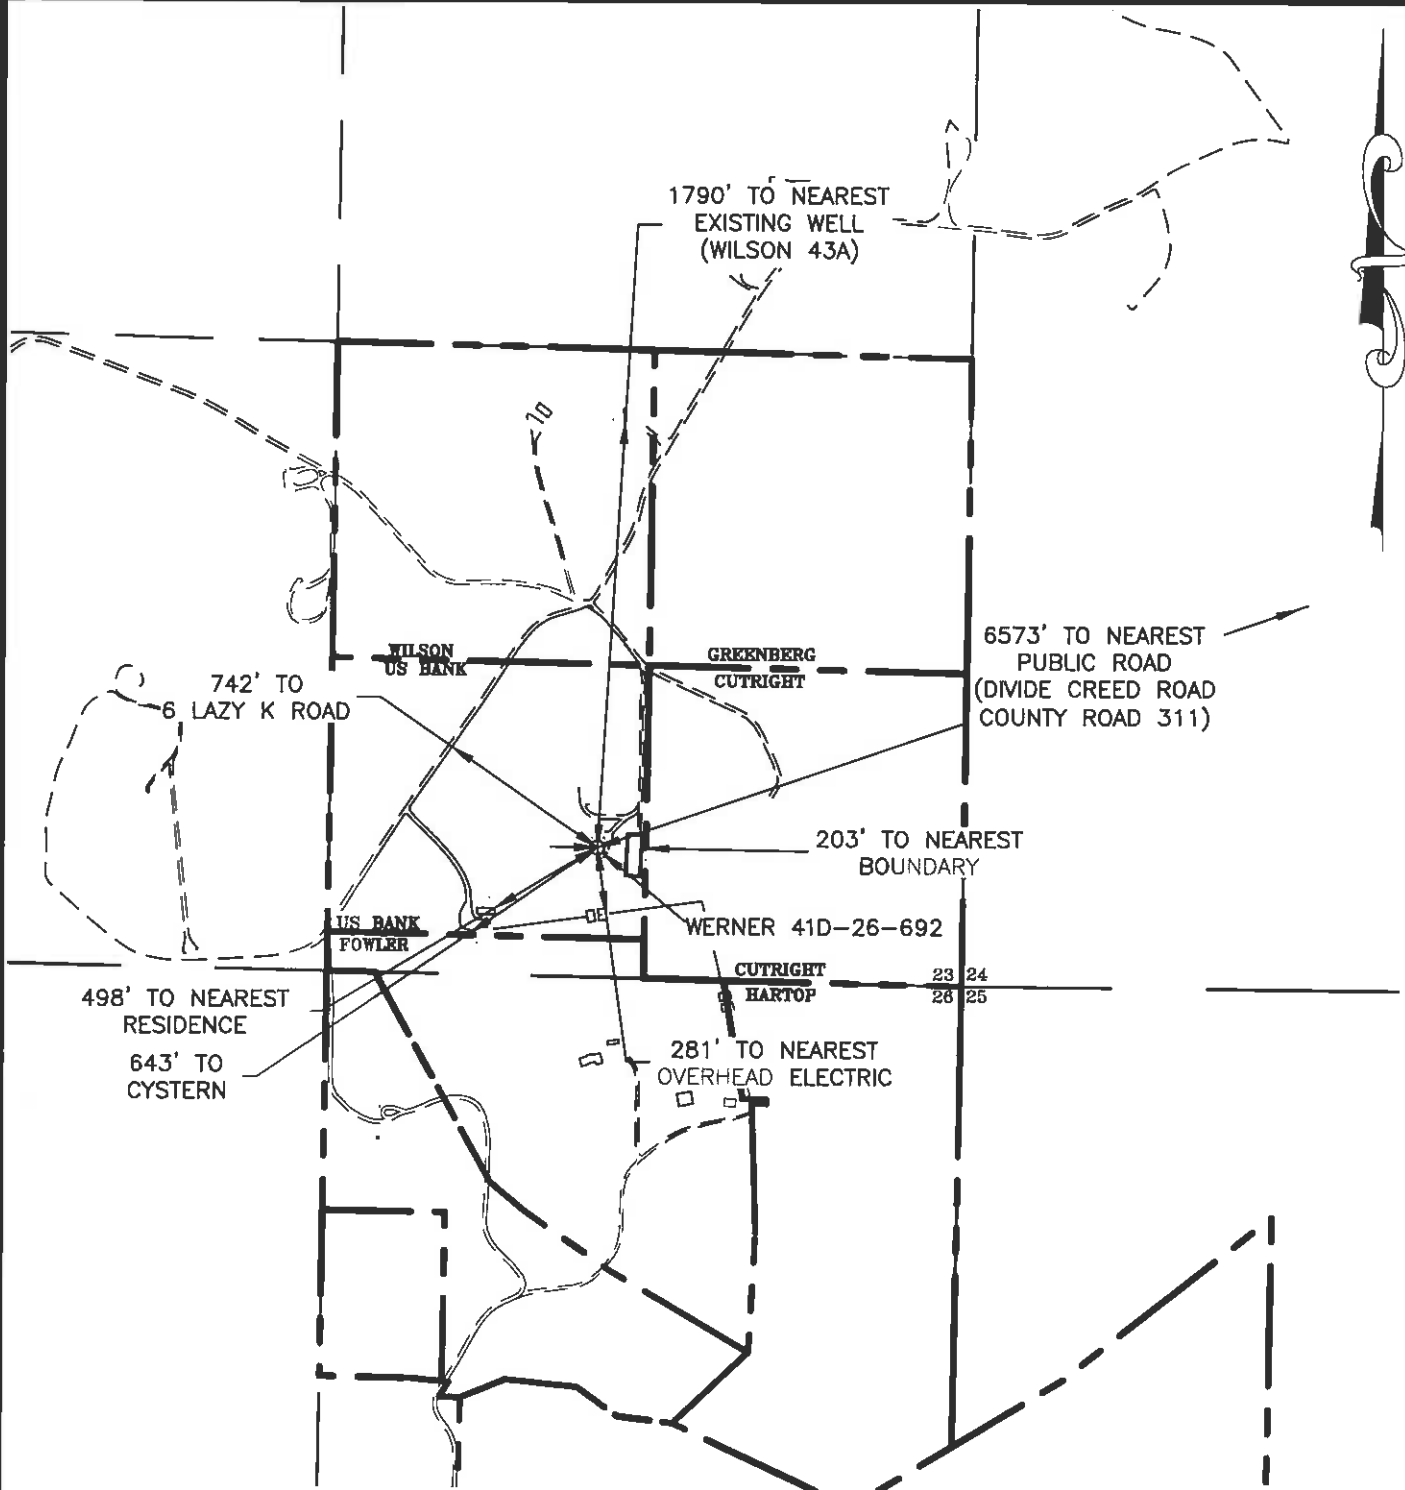 1790' TO NEAREST
EXISTING WELL
(WILSON 43A)
6573' TO NEAREST
PUBLIC ROAD
(DIVIDE CREED ROAD
COUNTY ROAD 311)
WILSON
US BANK
GREENBERG
CUTRIGHT
742' TO
6 LAZY K ROAD
203' TO NEAREST
BOUNDARY
WERNER 41D-26-692
US BANK
FOWLER
CUTRIGHT
HARTOP
23 24
26 25
498' TO NEAREST
RESIDENCE
643' TO
CYSTERN
281' TO NEAREST
OVERHEAD ELECTRIC